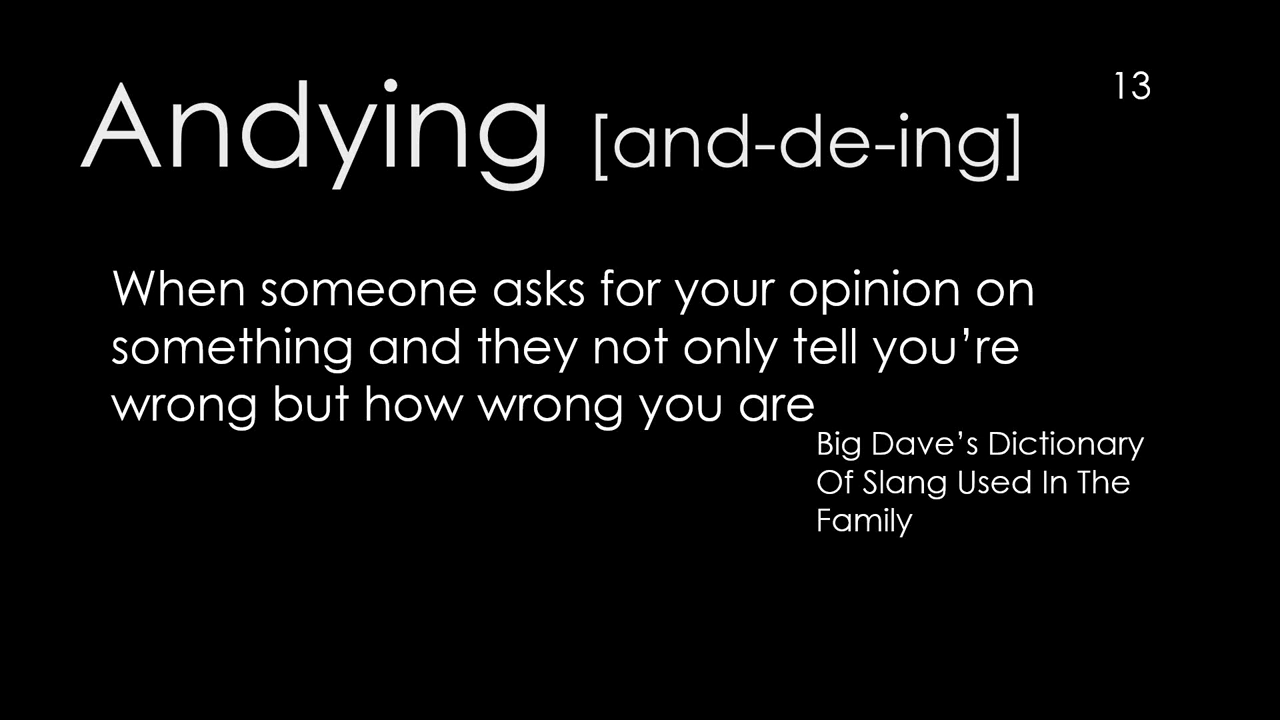 13
Andying [and-de-ing]
When someone asks for your opinion on
something and they not only tell you’re
wrong but how wrong you are
Big Dave’s Dictionary
Of Slang Used In The
Family